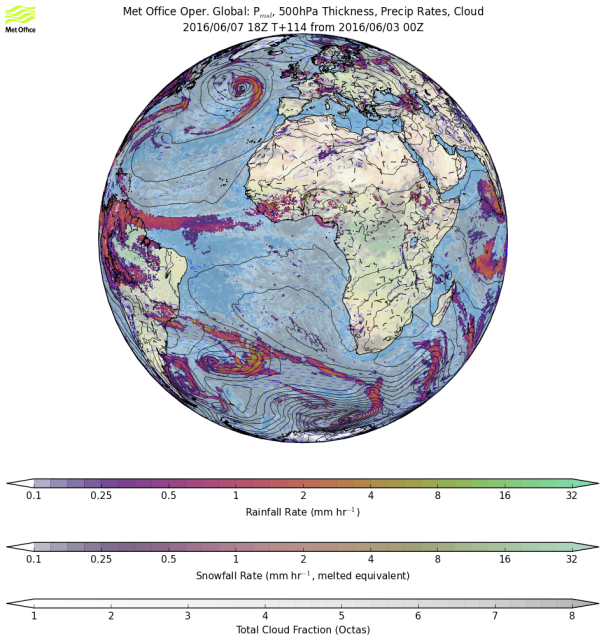 Met Office
Met Office Oper. Global: Pmsl, 500hPa Thickness, Precip Rates, Cloud
2016/06/07 18Z T+114 from 2016/06/03 00Z
0.1 0.25 0.5 1 2 4 8 16 32
Rainfall Rate (mm hr⁻¹)
0.1 0.25 0.5 1 2 4 8 16 32
Snowfall Rate (mm hr⁻¹, melted equivalent)
1 2 3 4 5 6 7 8
Total Cloud Fraction (Octas)